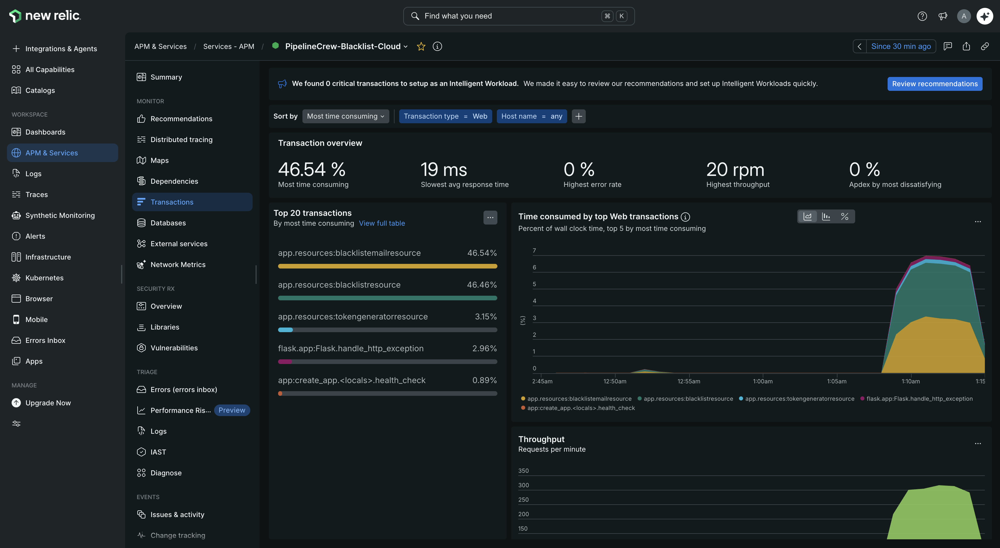 new relic.
Find what you need
⌘ K
A
Integrations & Agents
All Capabilities
Catalogs
WORKSPACE
Dashboards
APM & Services
Logs
Traces
Synthetic Monitoring
Alerts
Infrastructure
Kubernetes
Browser
Mobile
Errors Inbox
Apps
MANAGE
Upgrade Now
APM & Services / Services - APM / PipelineCrew-Blacklist-Cloud
Since 30 min ago
Summary
MONITOR
Recommendations
Distributed tracing
Maps
Dependencies
Transactions
Databases
External services
Network Metrics
SECURITY RX
Overview
Libraries
Vulnerabilities
TRIAGE
Errors (errors inbox)
Performance Ris... Preview
Logs
IAST
Diagnose
EVENTS
Issues & activity
Change tracking
We found 0 critical transactions to setup as an Intelligent Workload. We made it easy to review our recommendations and set up Intelligent Workloads quickly.
Review recommendations
Sort by Most time consuming Transaction type = Web Host name = any +
Transaction overview
46.54 % 19 ms 0 % 20 rpm 0 %
Most time consuming Slowest avg response time Highest error rate Highest throughput Apdex by most dissatisfying
Top 20 transactions
By most time consuming View full table
...
app.resources:blacklistemailresource 46.54%
app.resources:blacklistresource 46.46%
app.resources:tokengeneratorresource 3.15%
flask.app:Flask.handle_http_exception 2.96%
app:create_app.<locals>.health_check 0.89%
Time consumed by top Web transactions
%
...
Percent of wall clock time, top 5 by most time consuming
7
6
5
4
3
2
1
0
(%)
2:45am 12:50am 12:55am 1:00am 1:05am 1:10am 1:15
app.resources:blacklistemailresource app.resources:blacklistresource app.resources:tokengeneratorresource flask.app:Flask.handle_http_exception
app:create_app.<locals>.health_check
Throughput
...
Requests per minute
350
300
250
200
150